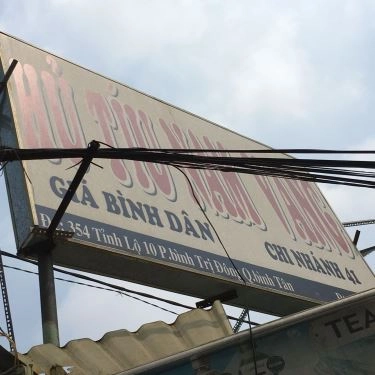 HỦ TÍU NAM VANG
GIÁ BÌNH DÂN
CHI NHÁNH 41
354 Tỉnh Lộ 10 P.bình Trị Đông Q.bình Tân
TEA